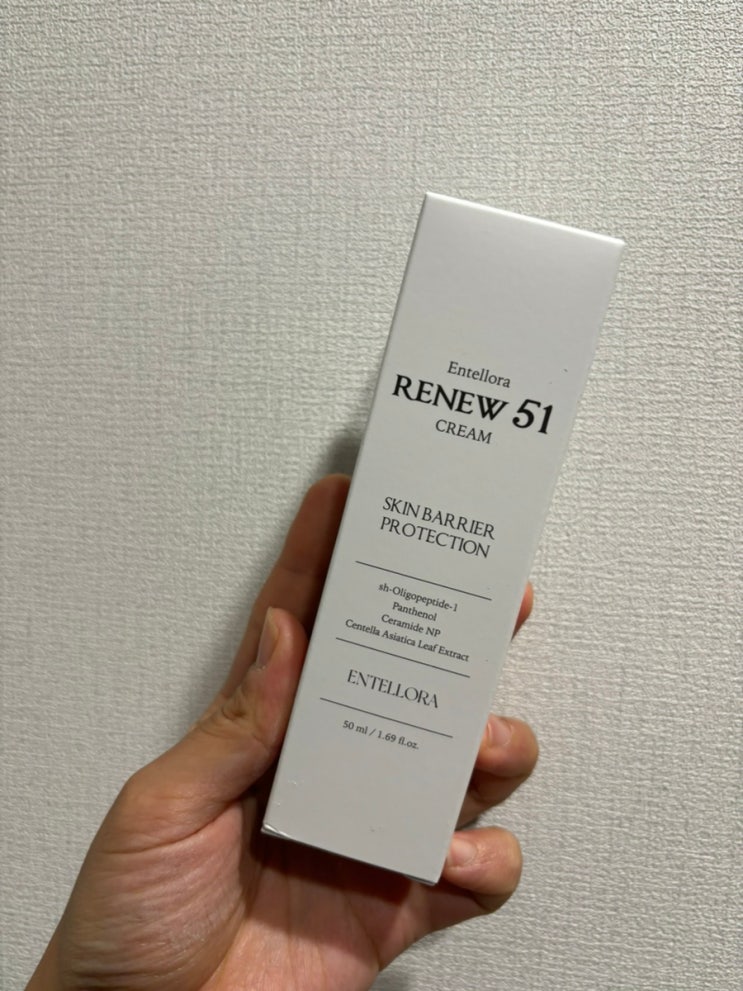 Entellora
RENEW 51
CREAM
SKIN BARRIER
PROTECTION
sh-Oligopeptide-1
Panthenol
Ceramide NP
Centella Asiatica Leaf Extract
ENTELLORA
50 ml / 1.69 fl.oz.